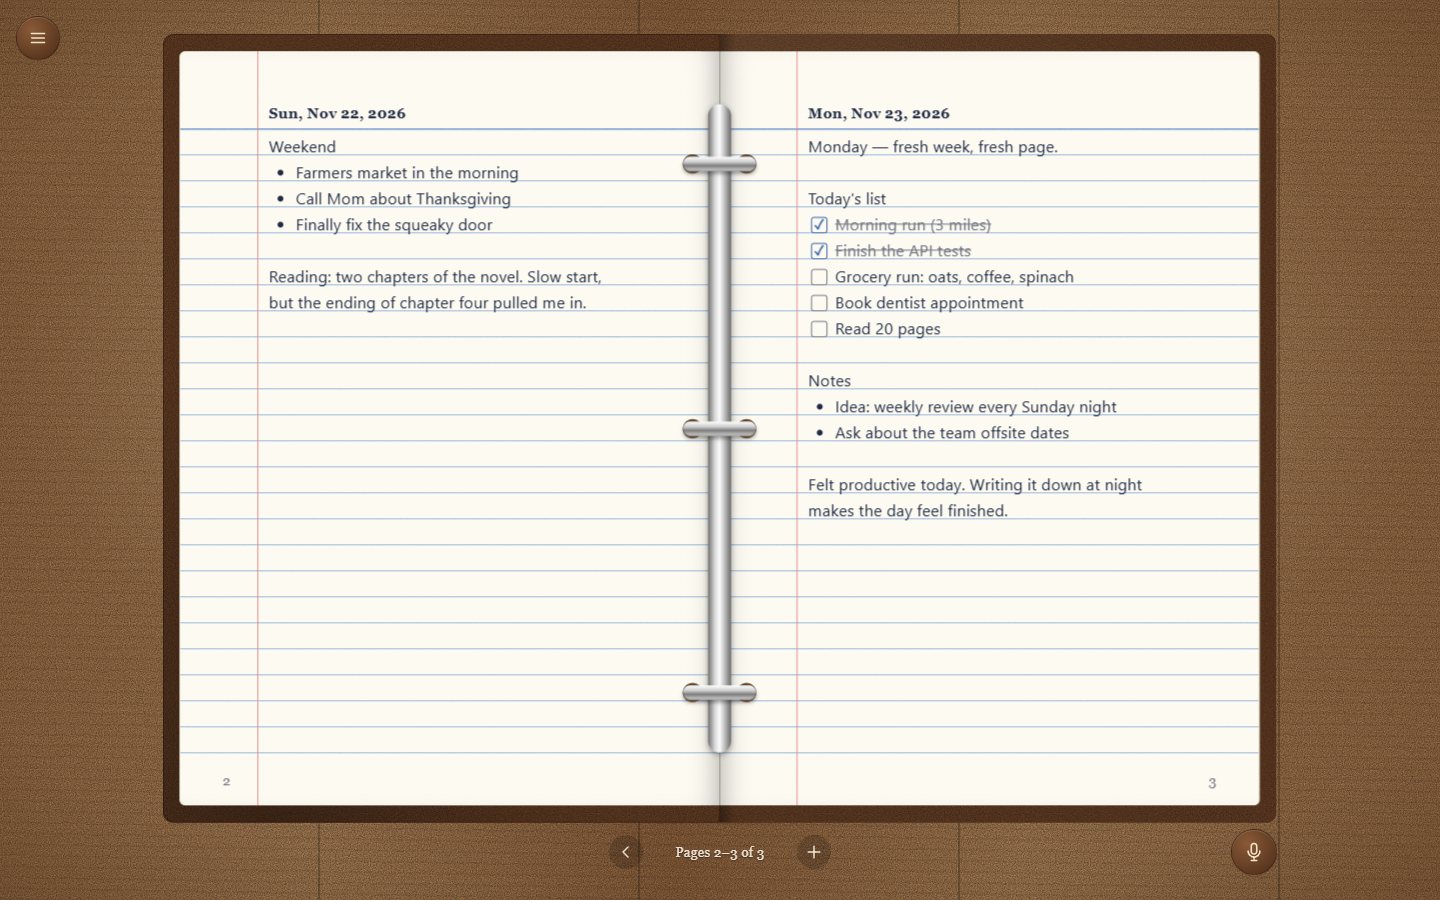 Sun, Nov 22, 2026
Weekend
• Farmers market in the morning
• Call Mom about Thanksgiving
• Finally fix the squeaky door
Reading: two chapters of the novel. Slow start,
but the ending of chapter four pulled me in.
2
Mon, Nov 23, 2026
Monday — fresh week, fresh page.
Today's list
Morning run (3 miles)
Finish the API tests
Grocery run: oats, coffee, spinach
Book dentist appointment
Read 20 pages
Notes
• Idea: weekly review every Sunday night
• Ask about the team offsite dates
Felt productive today. Writing it down at night
makes the day feel finished.
3
Pages 2–3 of 3